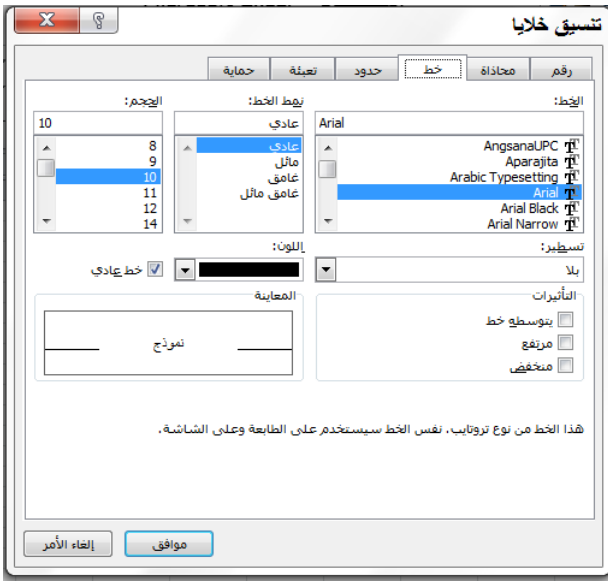 تنسيق خلايا
رقم
محاذاة
خط
حدود
تعبئة
حماية
الخط:
Arial
AngsanaUPC
Aparajita
Arabic Typesetting
Arial
Arial Black
Arial Narrow
نمط الخط:
عادي
عادي
مائل
غامق
غامق مائل
الحجم:
10
8
9
10
11
12
14
تسطير:
بلا
اللون:
خط عادي
التأثيرات
يتوسطه خط
مرتفع
منخفض
المعاينة
نموذج
هذا الخط من نوع تروتايب، نفس الخط سيستخدم على الطابعة وعلى الشاشة.
موافق
إلغاء الأمر